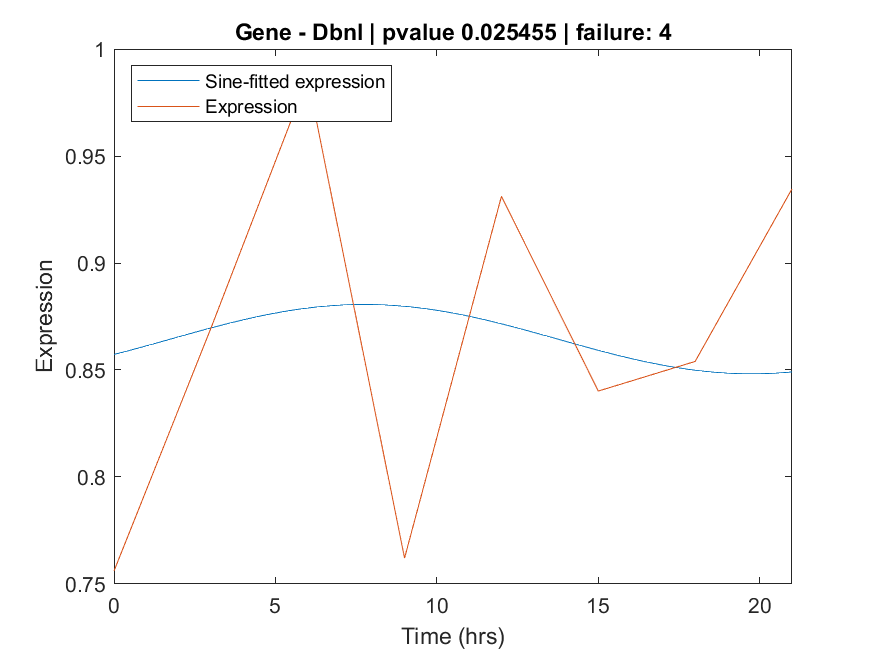 Gene - Dbnl | pvalue 0.025455 | failure: 4
1
Sine-fitted expression
Expression
0.95
0.9
0.85
0.8
0.75
Expression
0 5 10 15 20
Time (hrs)